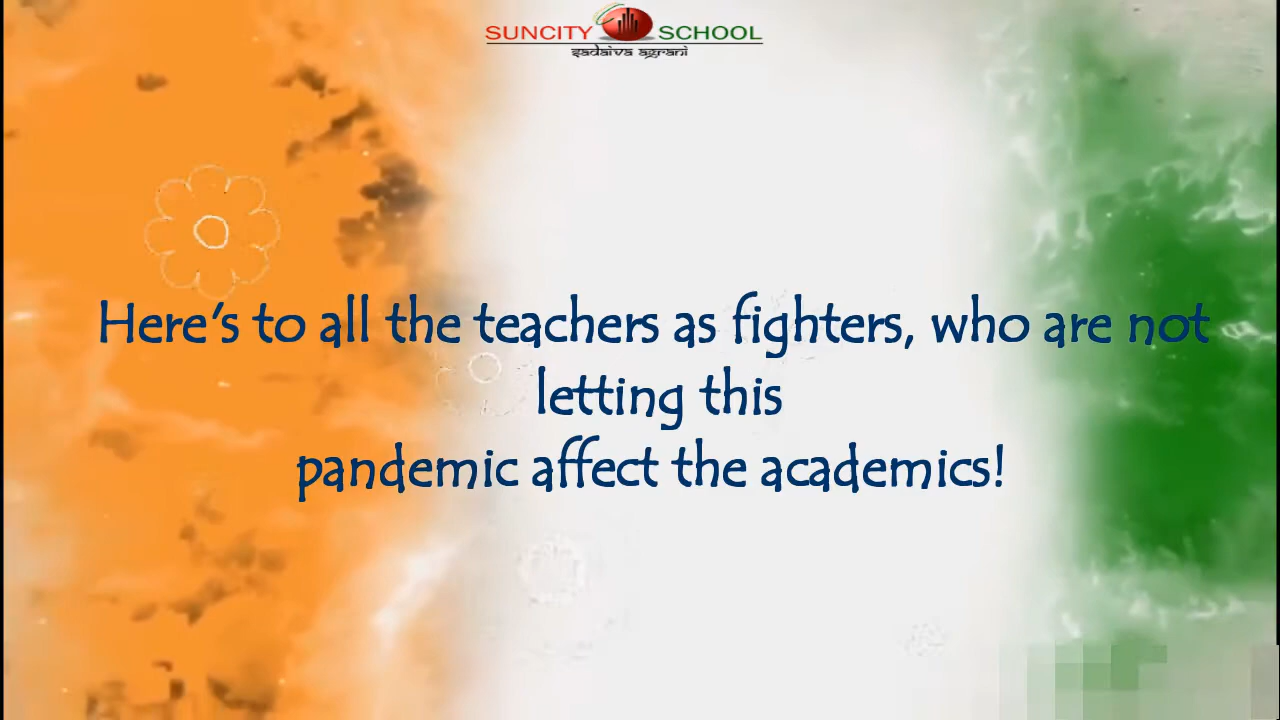 SUNCITY SCHOOL
sadaiva agrani
Here's to all the teachers as fighters, who are not
letting this
pandemic affect the academics!